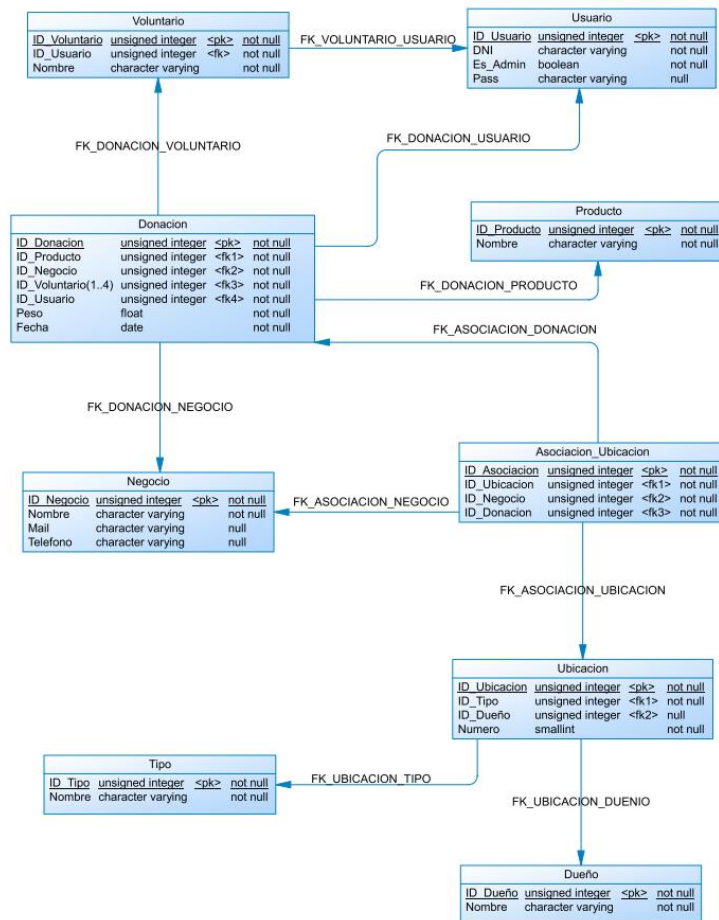 Voluntario
ID_Voluntario unsigned integer <pk> not null
ID_Usuario unsigned integer <fk> not null
Nombre character varying not null
FK_VOLUNTARIO_USUARIO
Usuario
ID_Usuario unsigned integer <pk> not null
DNI character varying not null
Es_Admin boolean not null
Pass character varying null
FK_DONACION_VOLUNTARIO
FK_DONACION_USUARIO
Donacion
ID_Donacion unsigned integer <pk> not null
ID_Producto unsigned integer <fk1> not null
ID_Negocio unsigned integer <fk2> not null
ID_Voluntario(1..4) unsigned integer <fk3> not null
ID_Usuario unsigned integer <fk4> not null
Peso float not null
Fecha date not null
Producto
ID_Producto unsigned integer <pk> not null
Nombre character varying not null
FK_DONACION_PRODUCTO
FK_ASOCIACION_DONACION
FK_DONACION_NEGOCIO
Negocio
ID_Negocio unsigned integer <pk> not null
Nombre character varying not null
Mail character varying null
Telefono character varying null
FK_ASOCIACION_NEGOCIO
Asociacion_Ubicacion
ID_Asociacion unsigned integer <pk> not null
ID_Ubicacion unsigned integer <fk1> not null
ID_Negocio unsigned integer <fk2> not null
ID_Donacion unsigned integer <fk3> not null
FK_ASOCIACION_UBICACION
Ubicacion
ID_Ubicacion unsigned integer <pk> not null
ID_Tipo unsigned integer <fk1> not null
ID_Dueño unsigned integer <fk2> null
Numero smallint not null
Tipo
ID_Tipo unsigned integer <pk> not null
Nombre character varying not null
FK_UBICACION_TIPO
FK_UBICACION_DUENIO
Dueño
ID_Dueño unsigned integer <pk> not null
Nombre character varying not null